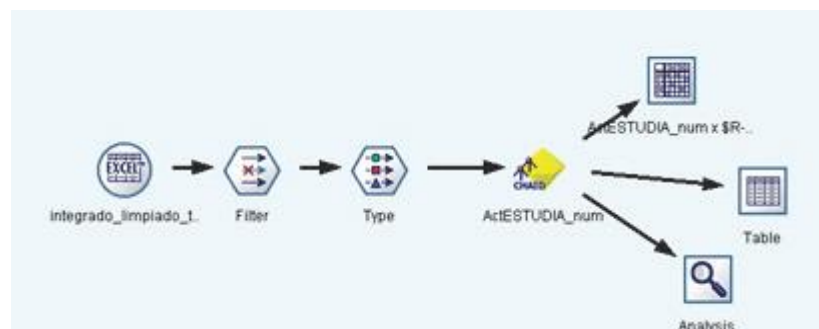 EXCEL
integrado_limpiado_t..
Filter
Type
CHAID
ActESTUDIA_num
ActESTUDIA_num x $R-..
Table
Analysis